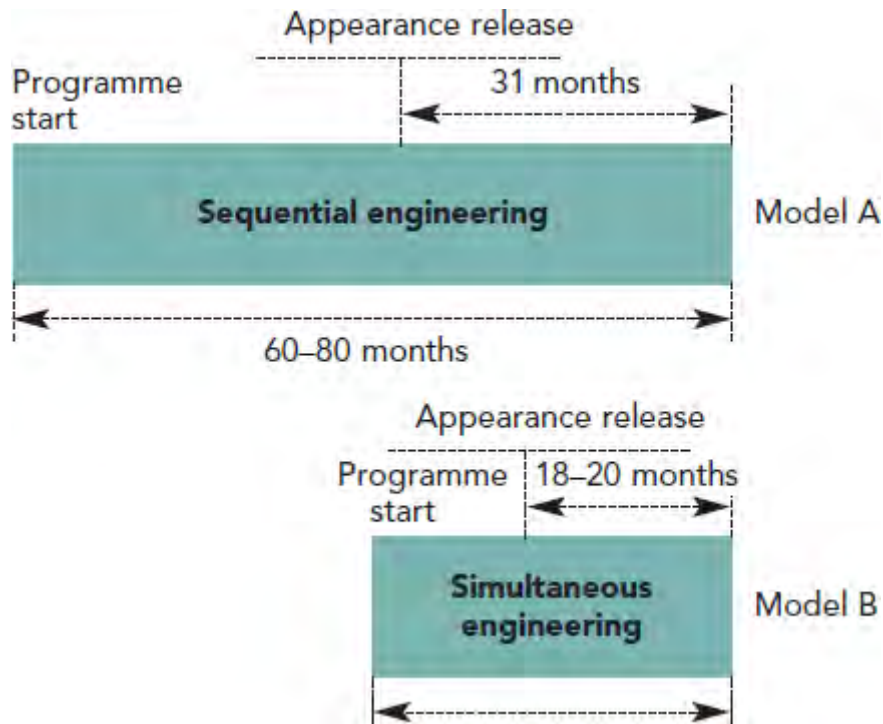 Appearance release
Programme
start
31 months
Sequential engineering
Model A
60–80 months
Appearance release
Programme
start
18–20 months
Simultaneous
engineering
Model B